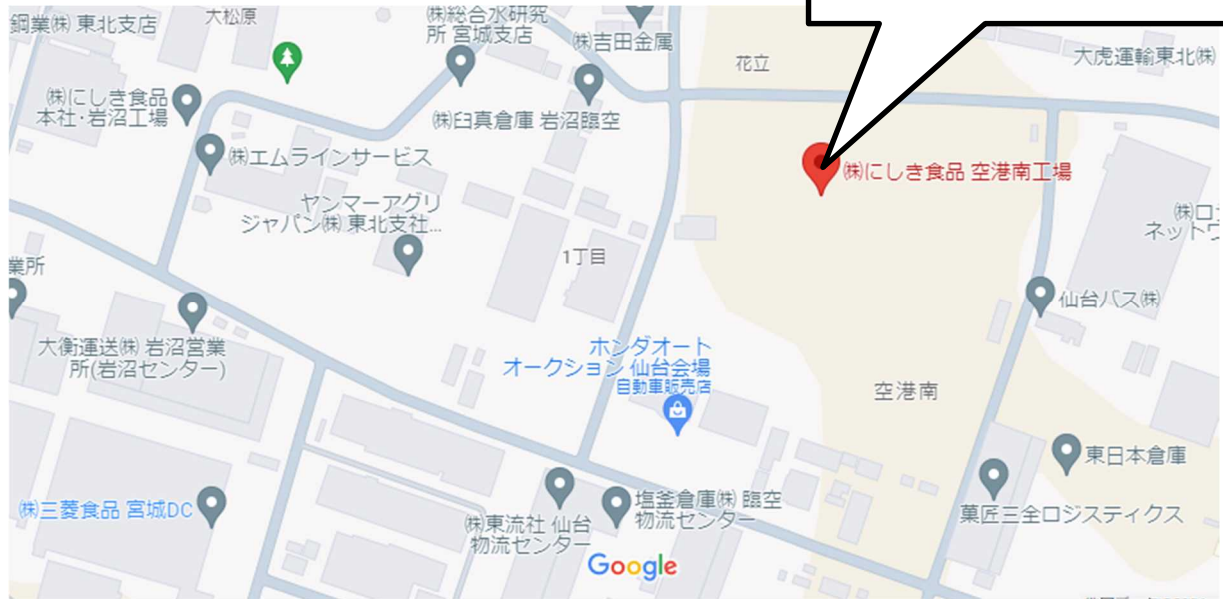 鋼業㈱ 東北支店
大松原
㈱総合水研究
所 宮城支店
㈱吉田金属
花立
大虎運輸東北㈱
㈱にしき食品
本社・岩沼工場
㈱臼真倉庫 岩沼臨空
㈱エムラインサービス
㈱にしき食品 空港南工場
ヤンマーアグリ
ジャパン㈱ 東北支社...
㈱ロジ
ネットワ
1丁目
業所
仙台バス㈱
大衡運送㈱ 岩沼営業
所(岩沼センター)
ホンダオート
オークション 仙台会場
自動車販売店
空港南
東日本倉庫
㈱三菱食品 宮城DC
㈱東流社 仙台
物流センター
塩釜倉庫㈱ 臨空
物流センター
菓匠三全ロジスティクス
Google